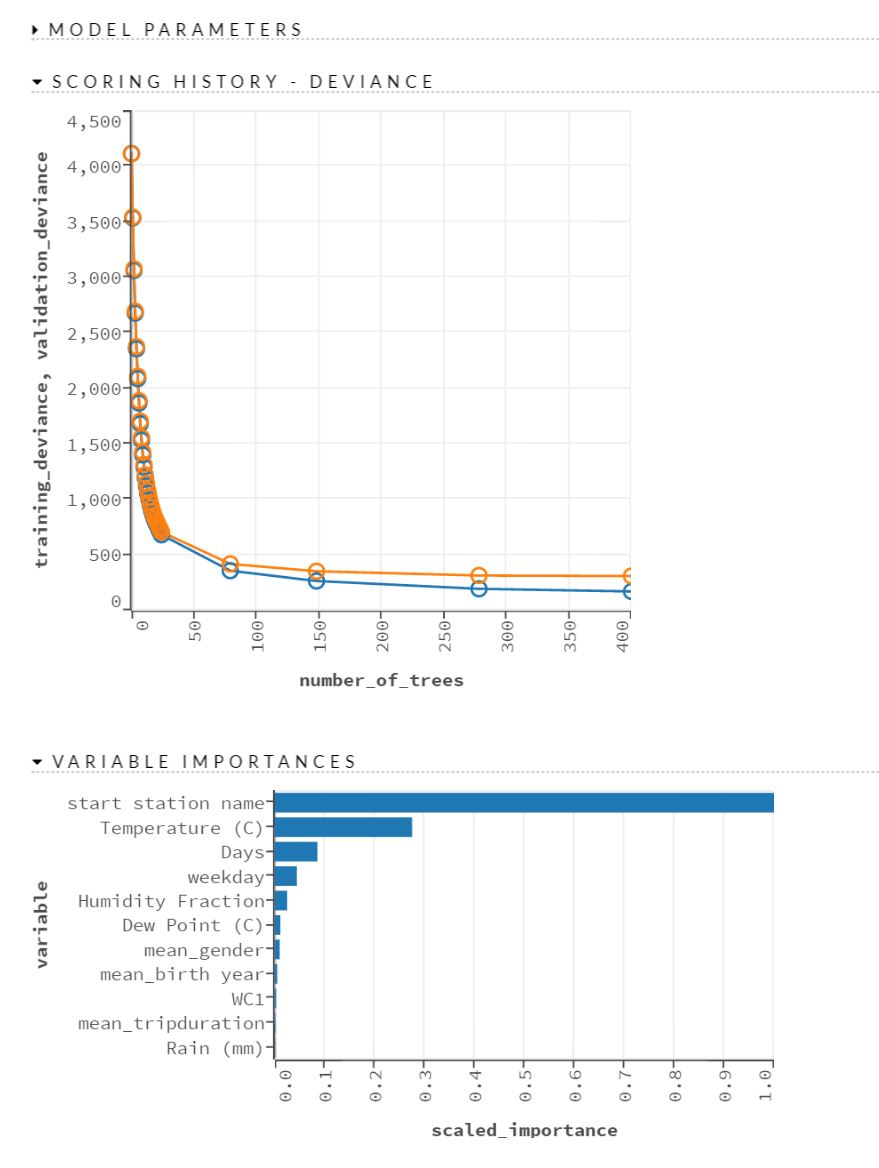 MODEL PARAMETERS
SCORING HISTORY - DEVIANCE
training_deviance, validation_deviance
4,500
4,000
3,500
3,000
2,500
2,000
1,500
1,000
500
0
0 50 100 150 200 250 300 350 400
number_of_trees
VARIABLE IMPORTANCES
variable
start station name
Temperature (C)
Days
weekday
Humidity Fraction
Dew Point (C)
mean_gender
mean_birth year
WC1
mean_tripduration
Rain (mm)
0.0 0.1 0.2 0.3 0.4 0.5 0.6 0.7 0.8 0.9 1.0
scaled_importance